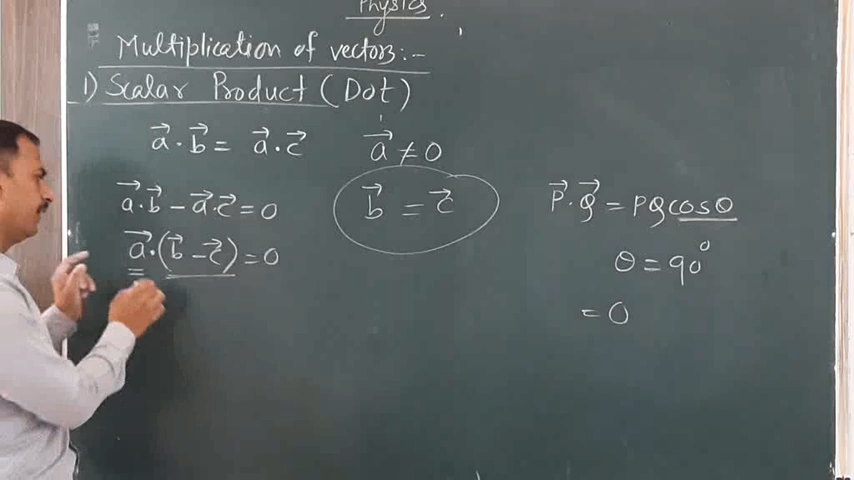 Physics.
Multiplication of vectors:-
1) Scalar Product (Dot)
a⃗ · b⃗ = a⃗ · c⃗
a⃗ ≠ 0
a⃗ · b⃗ - a⃗ · c⃗ = 0
b⃗ = c⃗
a⃗ · (b⃗ - c⃗) = 0
P⃗ · Q⃗ = PQ cosθ
θ = 90°
= 0